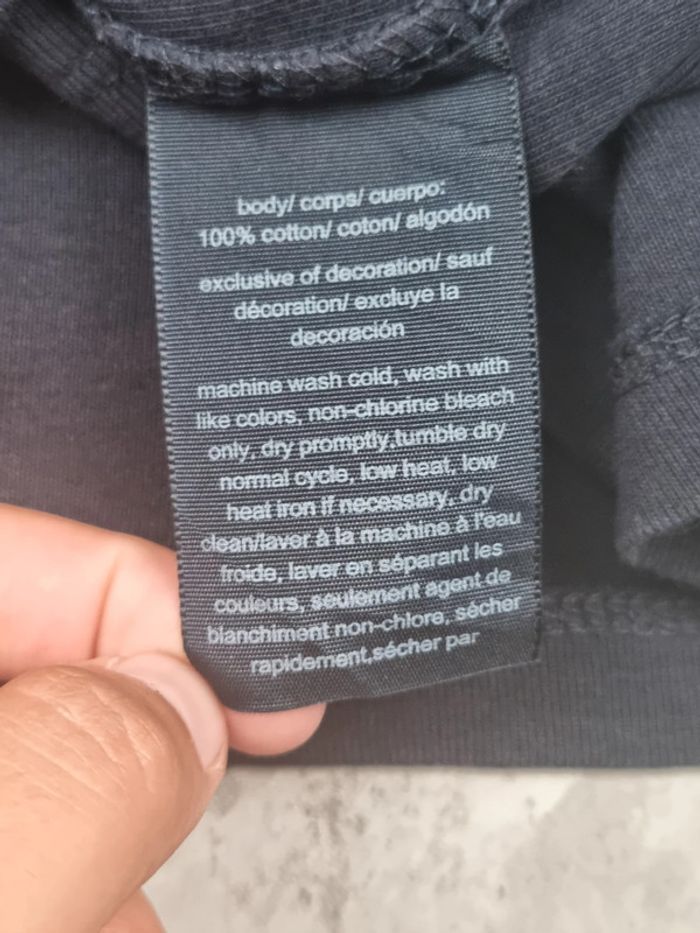 body/ corps/ cuerpo:
100% cotton/ coton/ algodón
exclusive of decoration/ sauf
décoration/ excluye la
decoración
machine wash cold, wash with
like colors, non-chlorine bleach
only, dry promptly,tumble dry
normal cycle, low heat, low
heat iron if necessary, dry
clean/laver à la machine à l'eau
froide, laver en séparant les
couleurs, seulement agent de
blanchiment non-chlore, sécher
rapidement,sécher par